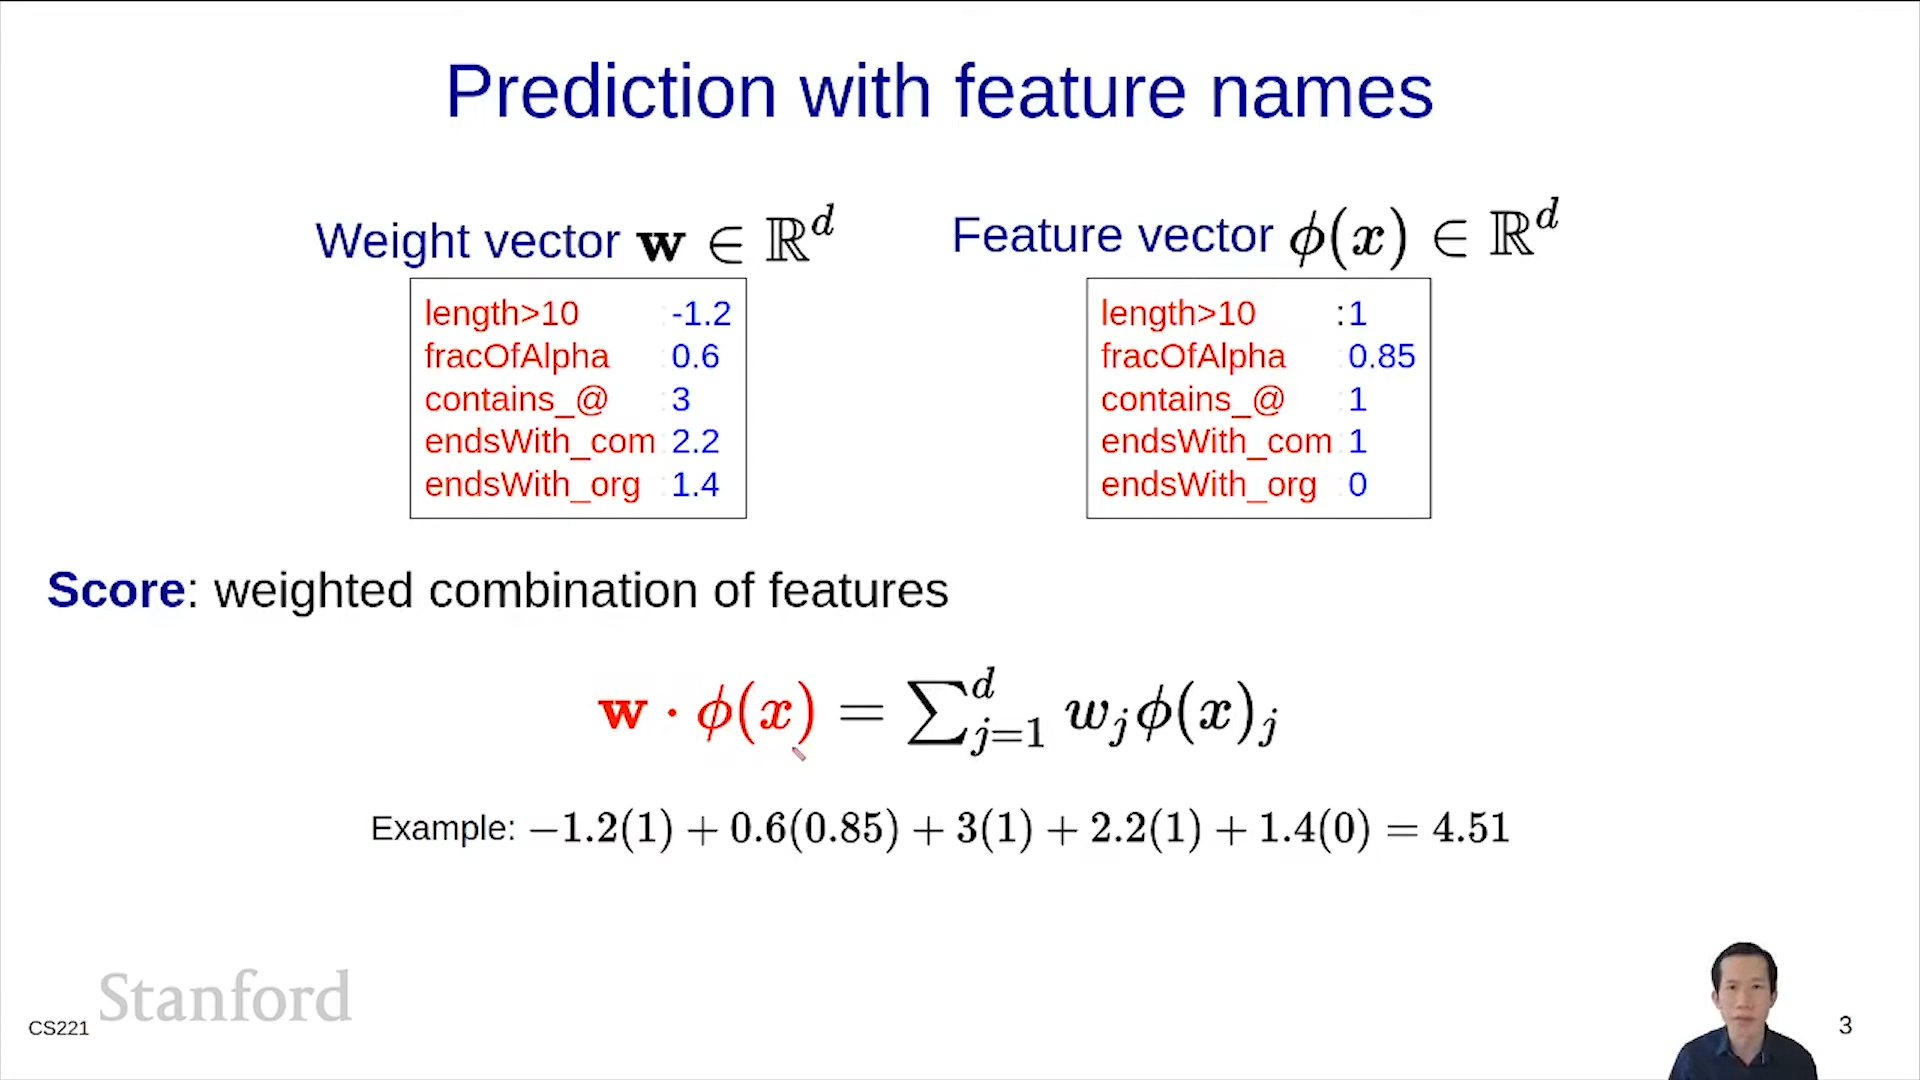 Prediction with feature names
Weight vector w ∈ ℝ^d
length>10 : -1.2
fracOfAlpha : 0.6
contains_@ : 3
endsWith_com : 2.2
endsWith_org : 1.4
Feature vector ϕ(x) ∈ ℝ^d
length>10 :1
fracOfAlpha : 0.85
contains_@ : 1
endsWith_com : 1
endsWith_org : 0
Score: weighted combination of features
w · ϕ(x) = ∑_{j=1}^{d} w_j ϕ(x)_j
Example: −1.2(1) + 0.6(0.85) + 3(1) + 2.2(1) + 1.4(0) = 4.51
Stanford
CS221
3